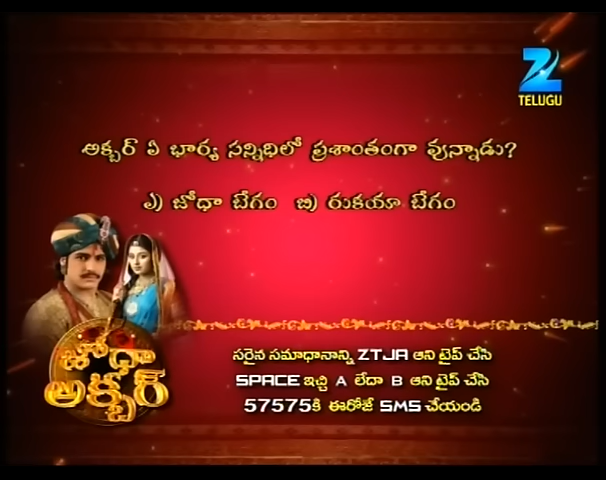 Z
TELUGU
అక్బర్ ఏ భార్య సన్నిధిలో ప్రశాంతంగా వున్నాడు?
ఎ) జోధా బేగం బి) రుకయా బేగం
జోధా
అక్బర్
సరైన సమాధానాన్ని ZTJA అని టైప్ చేసి
SPACE ఇచ్చి A లేదా B అని టైప్ చేసి
57575కి ఈరోజే SMS చేయండి